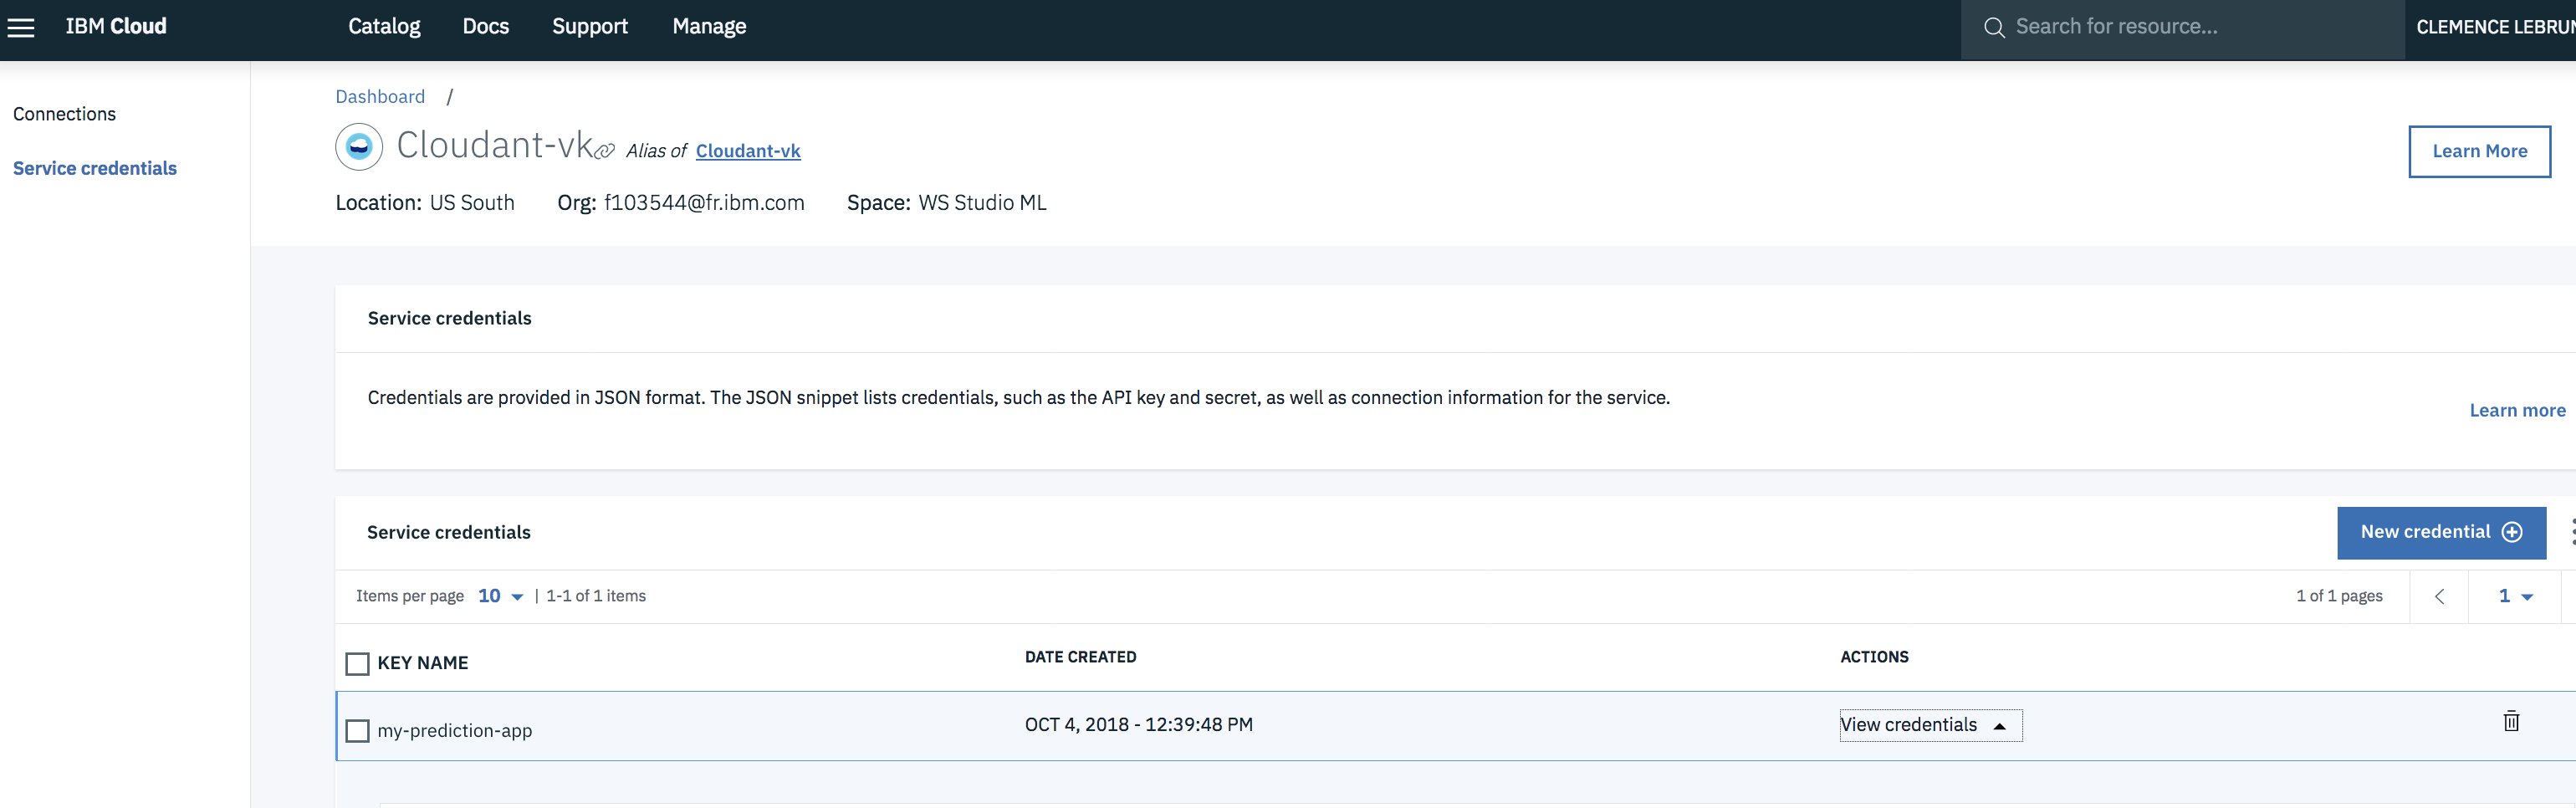 IBM Cloud Catalog Docs Support Manage Search for resource... CLEMENCE LEBRUN
Connections
Service credentials
Dashboard /
Cloudant-vk Alias of Cloudant-vk
Learn More
Location: US South Org: f103544@fr.ibm.com Space: WS Studio ML
Service credentials
Credentials are provided in JSON format. The JSON snippet lists credentials, such as the API key and secret, as well as connection information for the service.
Learn more
Service credentials
New credential
Items per page 10 | 1-1 of 1 items 1 of 1 pages 1
KEY NAME DATE CREATED ACTIONS
my-prediction-app OCT 4, 2018 - 12:39:48 PM View credentials